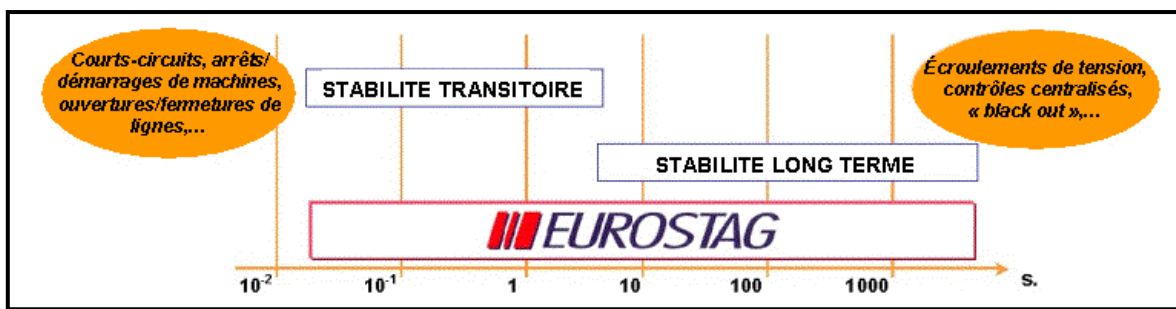 Courts-circuits, arrêts/
démarrages de machines,
ouvertures/fermetures de
lignes,…
STABILITE TRANSITOIRE
Écroulements de tension,
contrôles centralisés,
« black out »,…
STABILITE LONG TERME
EUROSTAG
10-2 10-1 1 10 100 1000 s.